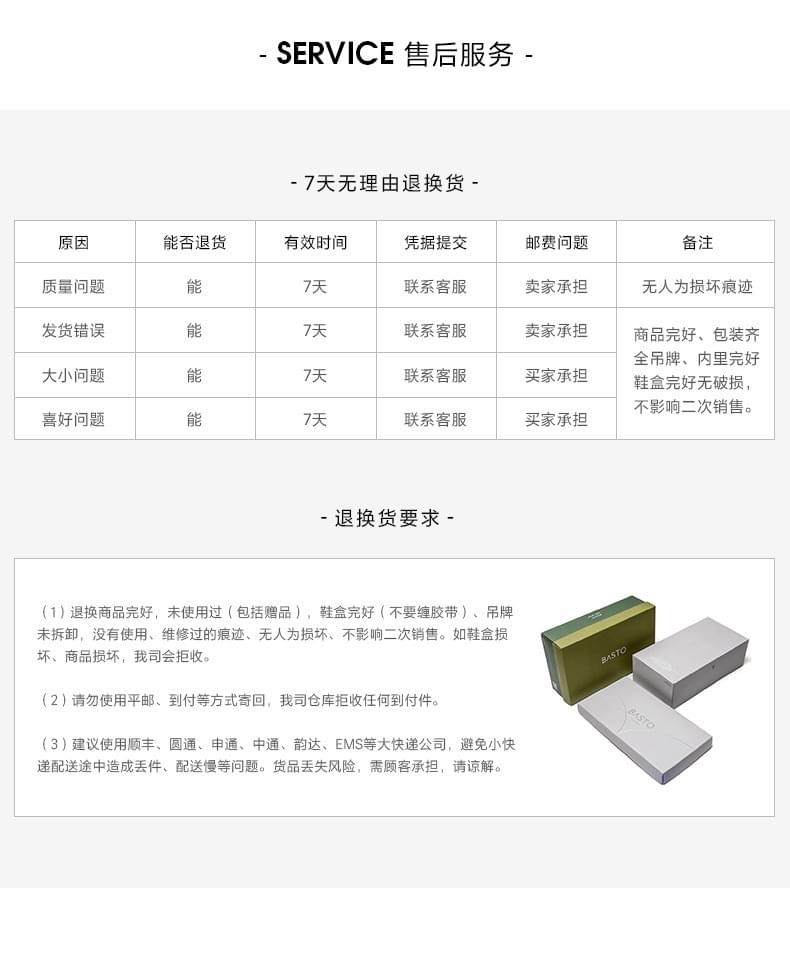 - SERVICE 售后服务 -
- 7天无理由退换货 -
原因 能否退货 有效时间 凭据提交 邮费问题 备注
质量问题 能 7天 联系客服 卖家承担 无人为损坏痕迹
发货错误 能 7天 联系客服 卖家承担
大小问题 能 7天 联系客服 买家承担
喜好问题 能 7天 联系客服 买家承担
商品完好、包装齐
全吊牌、内里完好
鞋盒完好无破损，
不影响二次销售。
- 退换货要求 -
（1）退换商品完好，未使用过（包括赠品），鞋盒完好（不要缠胶带）、吊牌
未拆卸，没有使用、维修过的痕迹、无人为损坏、不影响二次销售。如鞋盒损
坏、商品损坏，我司会拒收。
（2）请勿使用平邮、到付等方式寄回，我司仓库拒收任何到付件。
（3）建议使用顺丰、圆通、申通、中通、韵达、EMS等大快递公司，避免小快
递配送途中造成丢件、配送慢等问题。货品丢失风险，需顾客承担，请谅解。
BASTO
BASTO